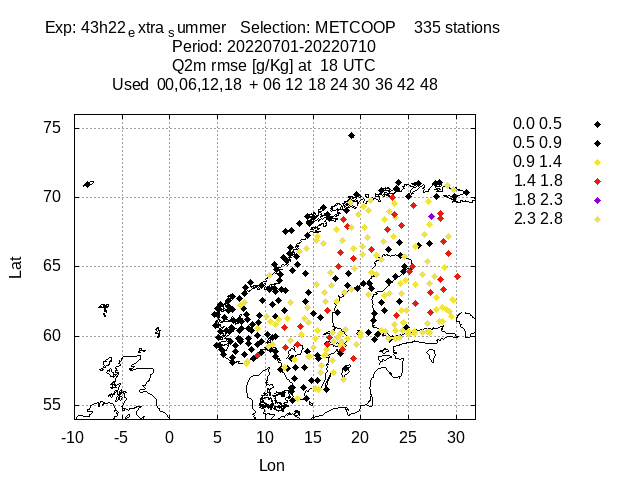 Exp: 43h22extrasummer   Selection: METCOOP    335 stations
Period: 20220701-20220710
Q2m rmse [g/Kg] at  18 UTC
Used  00,06,12,18  + 06 12 18 24 30 36 42 48
75
70
65
60
55
Lat
-10 -5 0 5 10 15 20 25 30
Lon
0.0 0.5
0.5 0.9
0.9 1.4
1.4 1.8
1.8 2.3
2.3 2.8